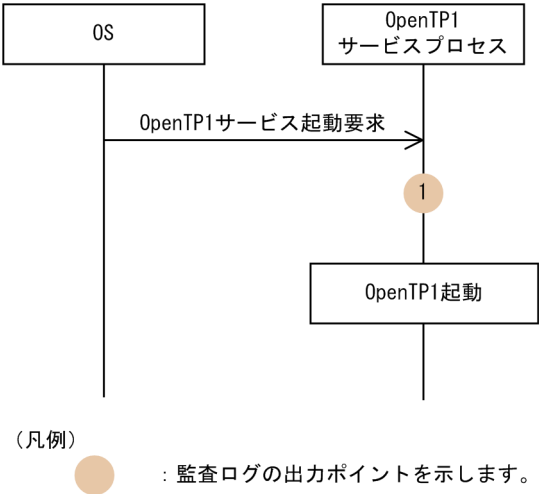 OS
OpenTP1
サービスプロセス
OpenTP1サービス起動要求
1
OpenTP1起動
（凡例）
：監査ログの出力ポイントを示します。